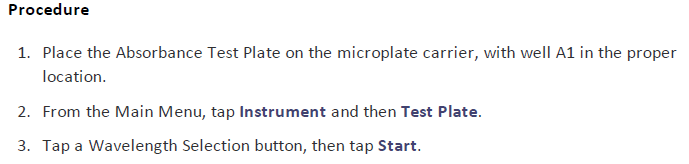 Procedure
1. Place the Absorbance Test Plate on the microplate carrier, with well A1 in the proper
location.
2. From the Main Menu, tap Instrument and then Test Plate.
3. Tap a Wavelength Selection button, then tap Start.